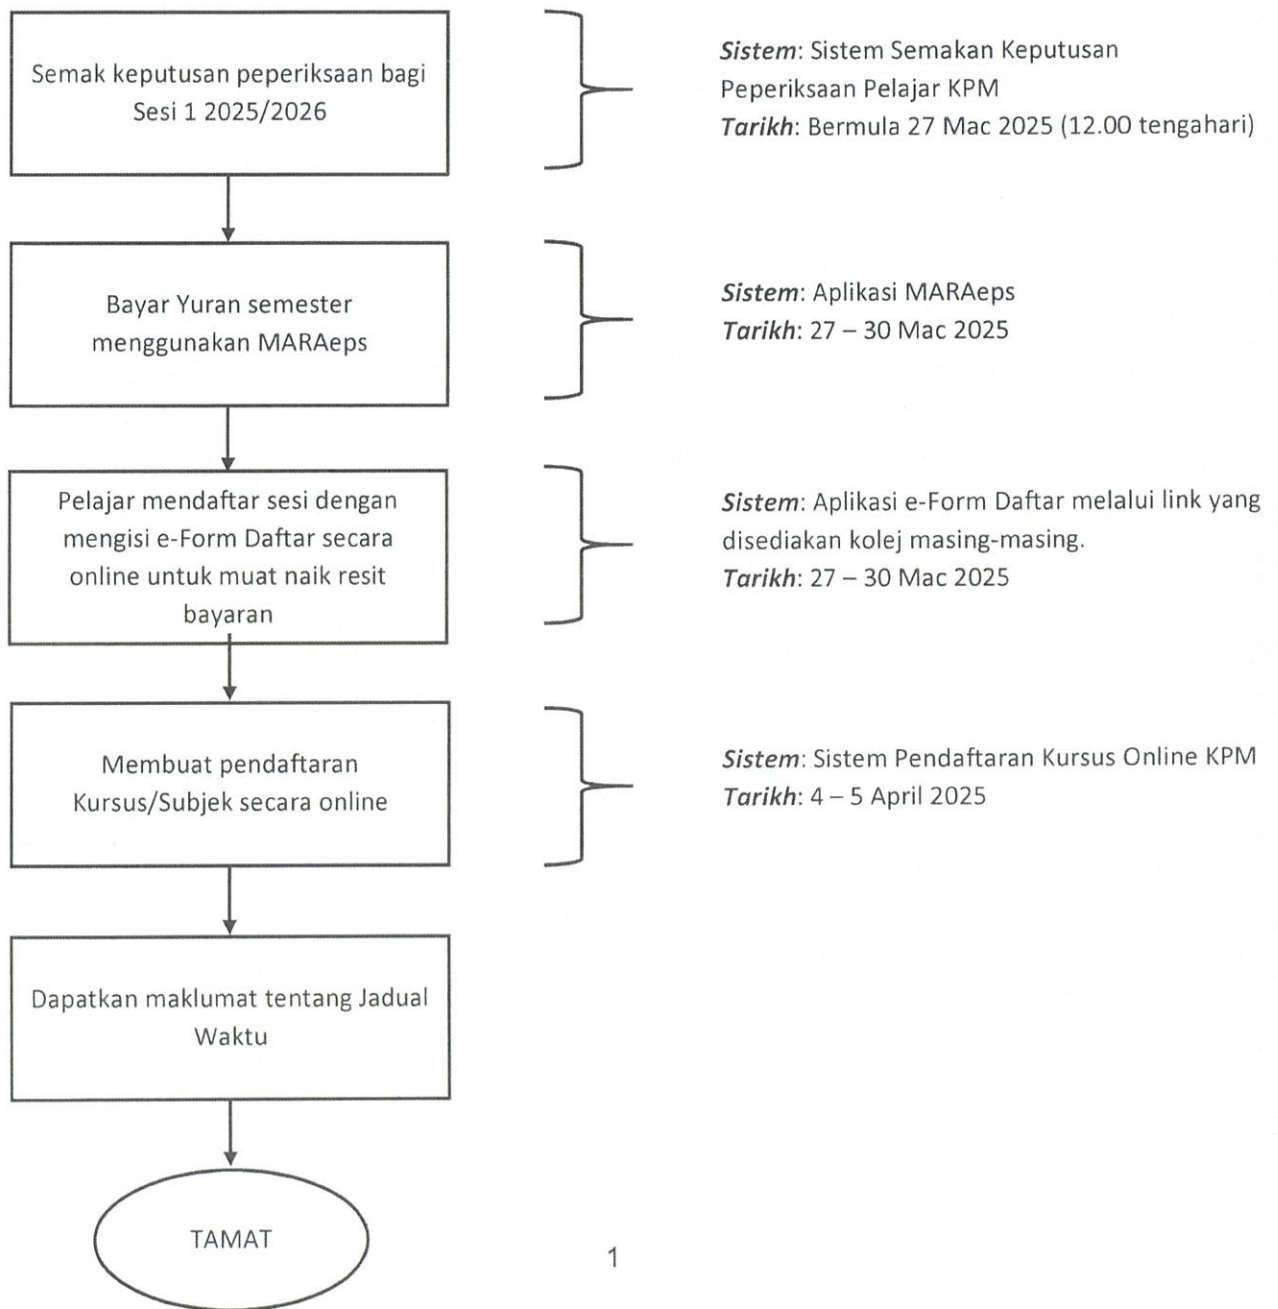 Semak keputusan peperiksaan bagi
Sesi 1 2025/2026
Sistem: Sistem Semakan Keputusan
Peperiksaan Pelajar KPM
Tarikh: Bermula 27 Mac 2025 (12.00 tengahari)
Bayar Yuran semester
menggunakan MARAeps
Sistem: Aplikasi MARAeps
Tarikh: 27 – 30 Mac 2025
Pelajar mendaftar sesi dengan
mengisi e-Form Daftar secara
online untuk muat naik resit
bayaran
Sistem: Aplikasi e-Form Daftar melalui link yang
disediakan kolej masing-masing.
Tarikh: 27 – 30 Mac 2025
Membuat pendaftaran
Kursus/Subjek secara online
Sistem: Sistem Pendaftaran Kursus Online KPM
Tarikh: 4 – 5 April 2025
Dapatkan maklumat tentang Jadual
Waktu
TAMAT
1